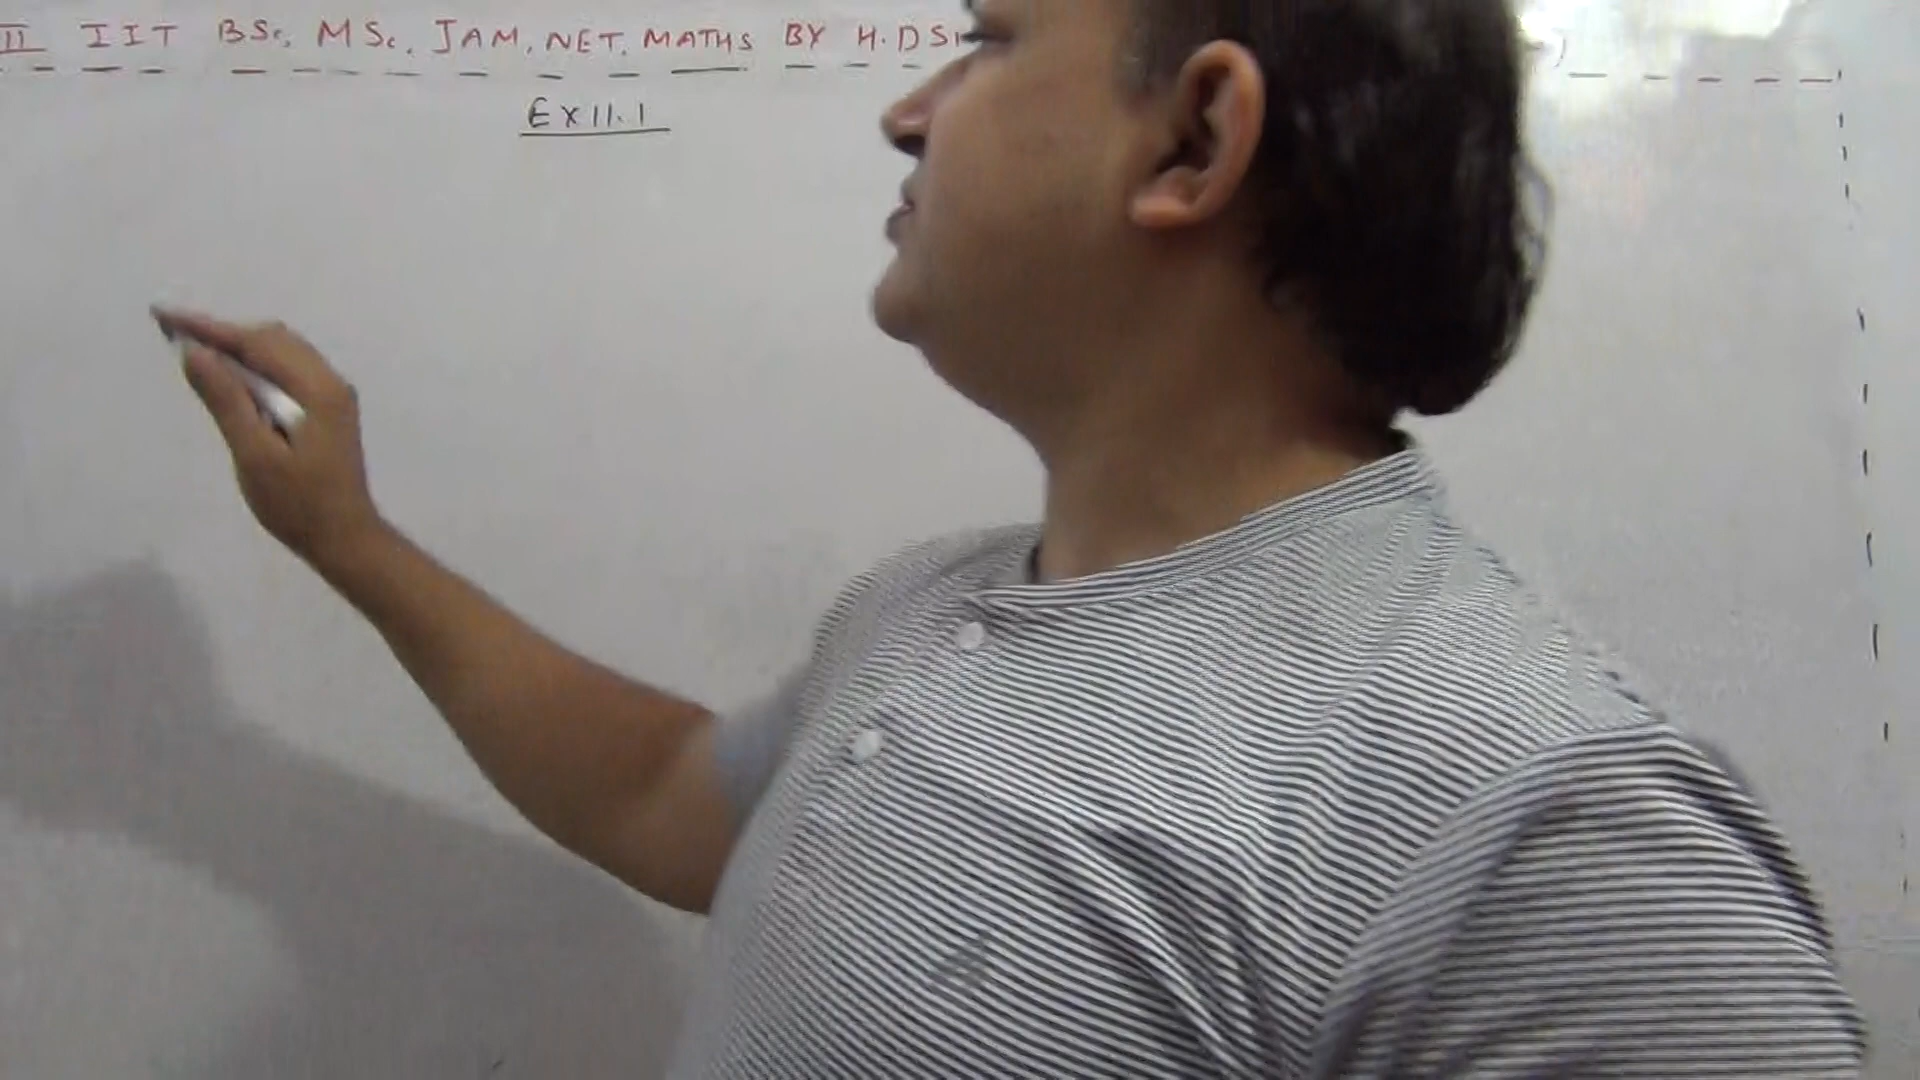 II IIT BSc, MSc, JAM, NET, MATHS BY H.D
EX 11.1